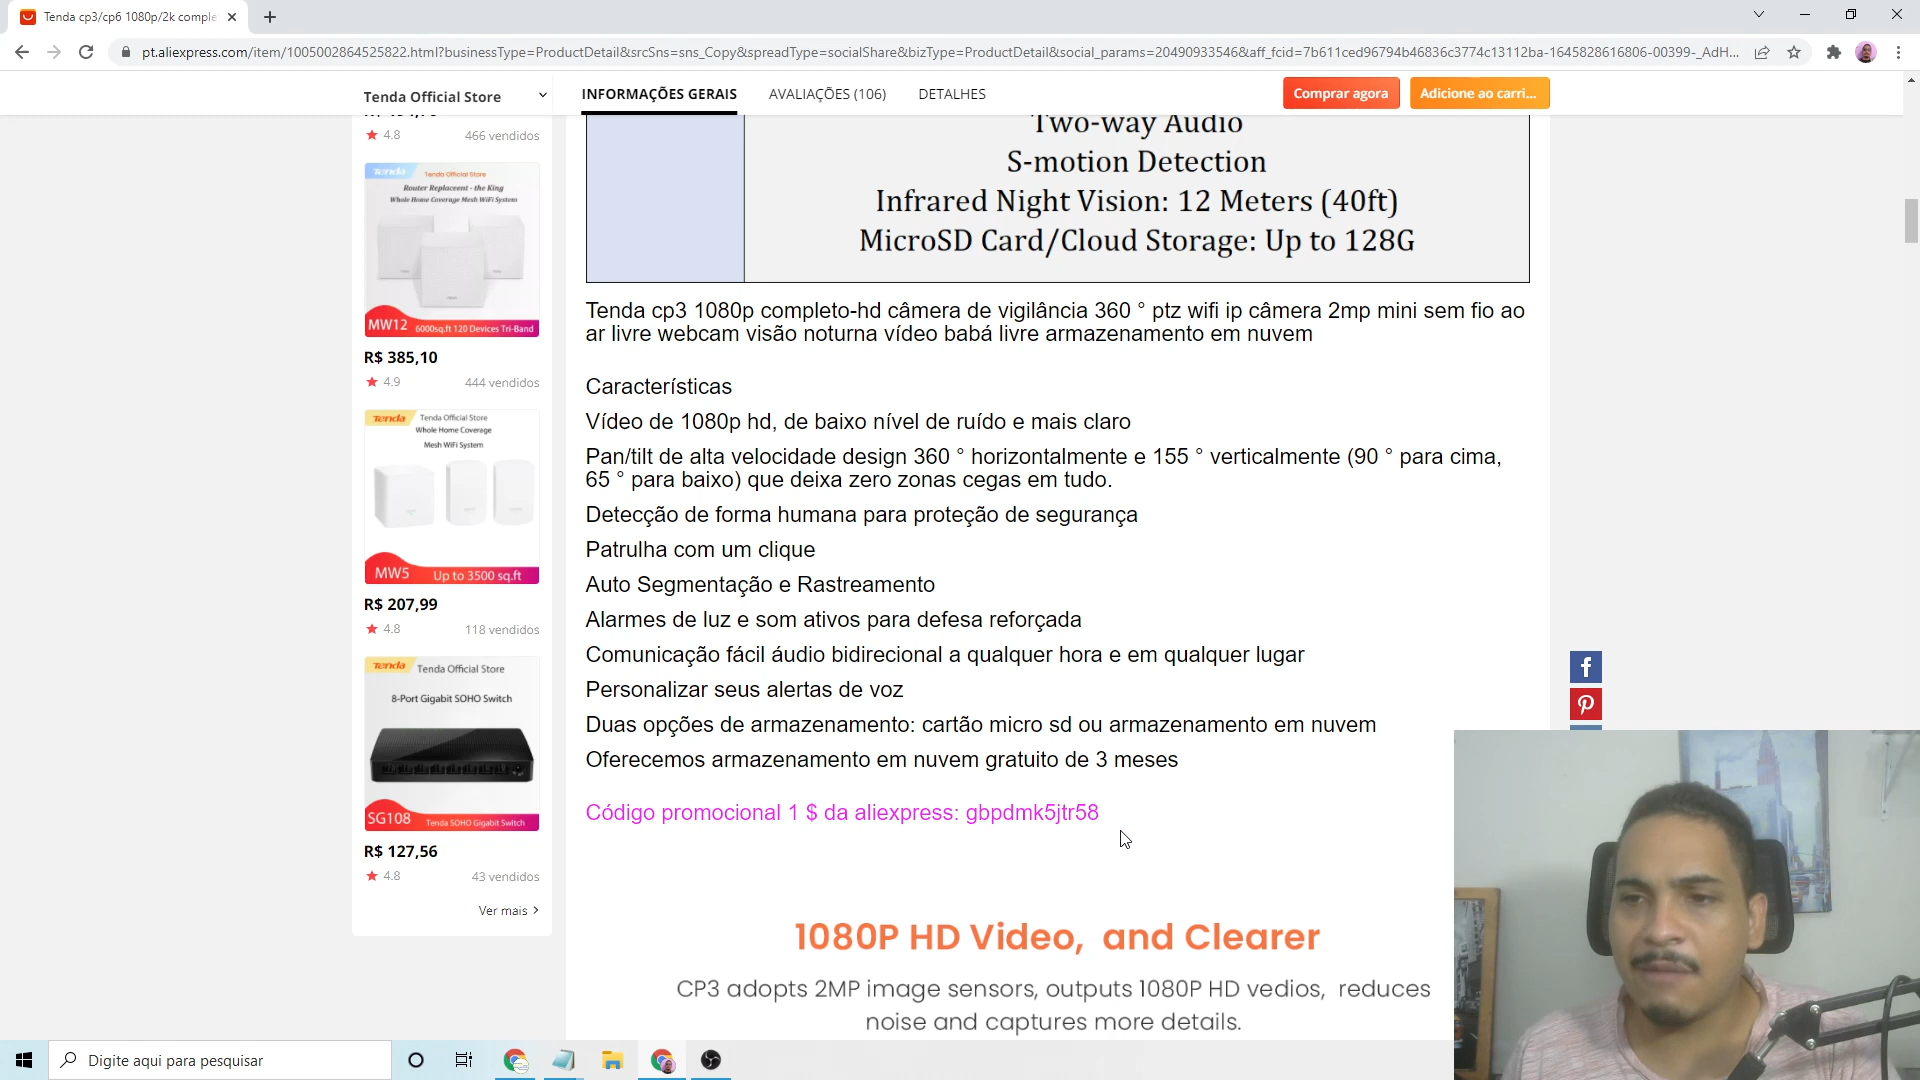 Tenda cp3/cp6 1080p/2k comple
pt.aliexpress.com/item/1005002864525822.html?businessType=ProductDetail&srcSns=sns_Copy&spreadType=socialShare&bizType=ProductDetail&social_params=20490933546&aff_fcid=7b611ced96794b46836c3774c13112ba-1645828616806-00399-_AdH...
Tenda Official Store
INFORMAÇÕES GERAIS
AVALIAÇÕES (106)
DETALHES
Comprar agora
Adicione ao carri...
4.8
466 vendidos
Tenda
Tenda Official Store
Router Replaceent - the King
Whole Home Coverage Mesh WiFi System
MW12
6000sq.ft 120 Devices Tri-Band
R$ 385,10
4.9
444 vendidos
Tenda
Tenda Official Store
Whole Home Coverage
Mesh WiFi System
MW5
Up to 3500 sq.ft
R$ 207,99
4.8
118 vendidos
Tenda
Tenda Official Store
8-Port Gigabit SOHO Switch
SG108
Tenda SOHO Gigabit Switch
R$ 127,56
4.8
43 vendidos
Ver mais
Two-way Audio
S-motion Detection
Infrared Night Vision: 12 Meters (40ft)
MicroSD Card/Cloud Storage: Up to 128G
Tenda cp3 1080p completo-hd câmera de vigilância 360 ° ptz wifi ip câmera 2mp mini sem fio ao
ar livre webcam visão noturna vídeo babá livre armazenamento em nuvem
Características
Vídeo de 1080p hd, de baixo nível de ruído e mais claro
Pan/tilt de alta velocidade design 360 ° horizontalmente e 155 ° verticalmente (90 ° para cima,
65 ° para baixo) que deixa zero zonas cegas em tudo.
Detecção de forma humana para proteção de segurança
Patrulha com um clique
Auto Segmentação e Rastreamento
Alarmes de luz e som ativos para defesa reforçada
Comunicação fácil áudio bidirecional a qualquer hora e em qualquer lugar
Personalizar seus alertas de voz
Duas opções de armazenamento: cartão micro sd ou armazenamento em nuvem
Oferecemos armazenamento em nuvem gratuito de 3 meses
Código promocional 1 $ da aliexpress: gbpdmk5jtr58
1080P HD Video, and Clearer
CP3 adopts 2MP image sensors, outputs 1080P HD vedios, reduces
noise and captures more details.
Digite aqui para pesquisar